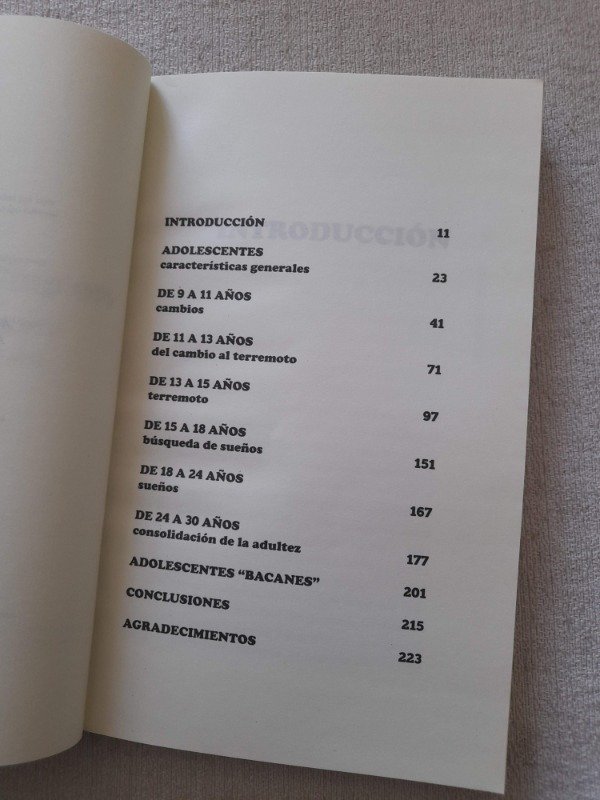 INTRODUCCIÓN 11
ADOLESCENTES
características generales 23
DE 9 A 11 AÑOS
cambios 41
DE 11 A 13 AÑOS
del cambio al terremoto 71
DE 13 A 15 AÑOS
terremoto 97
DE 15 A 18 AÑOS
búsqueda de sueños 151
DE 18 A 24 AÑOS
sueños 167
DE 24 A 30 AÑOS
consolidación de la adultez 177
ADOLESCENTES “BACANES” 201
CONCLUSIONES 215
AGRADECIMIENTOS 223
INTRODUCCIÓN